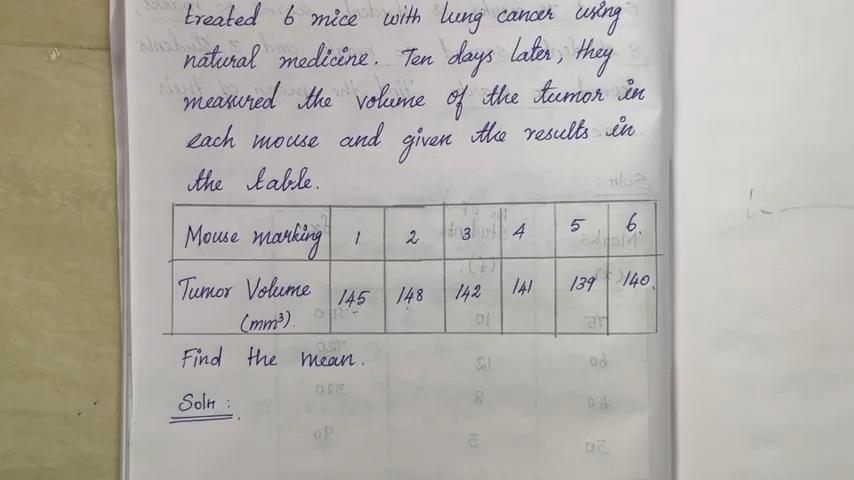 treated 6 mice with lung cancer using
natural medicine. Ten days later, they
measured the volume of the tumor in
each mouse and given the results in
the table.
Mouse marking 1 2 3 4 5 6.
Tumor Volume 145 148 142 141 139 140.
(mm³).
Find the mean.
Soln :